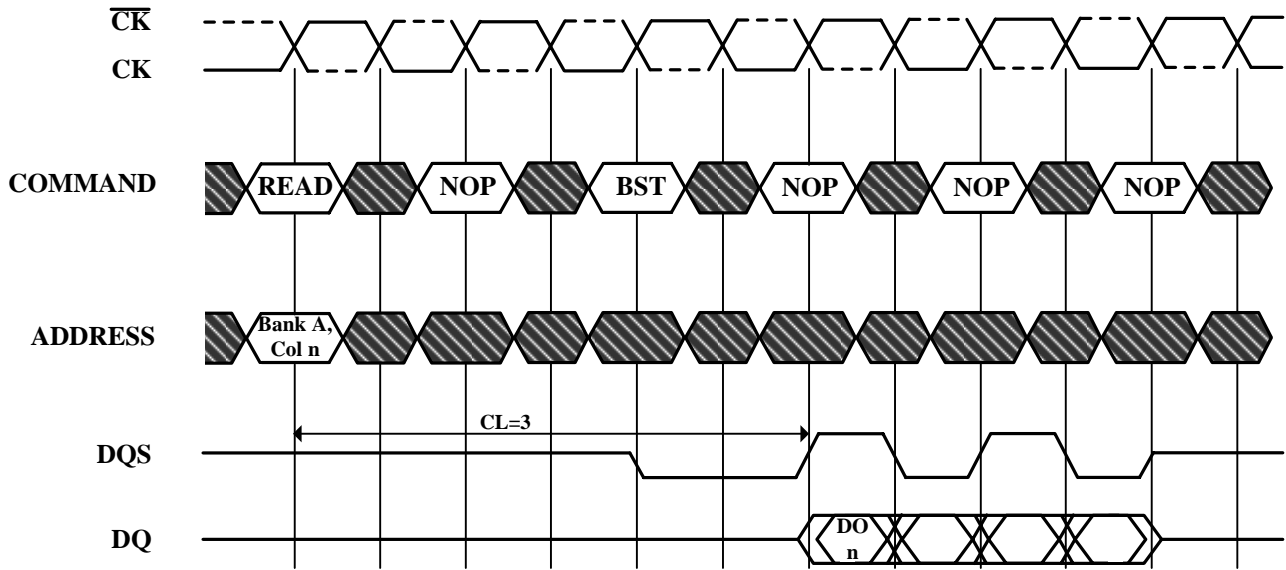 CK
CK
COMMAND READ NOP BST NOP NOP NOP
ADDRESS Bank A,
Col n
CL=3
DQS
DQ DO
n